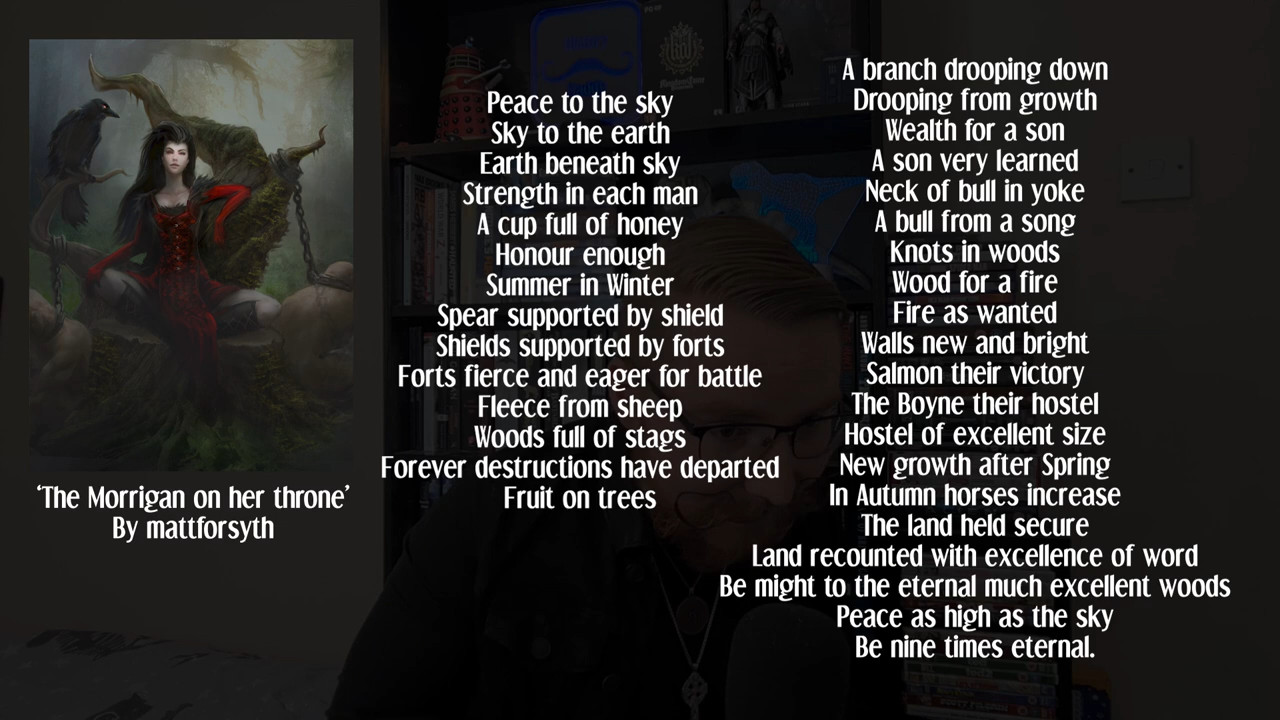 ‘The Morrigan on her throne’
By mattforsyth
Peace to the sky
Sky to the earth
Earth beneath sky
Strength in each man
A cup full of honey
Honour enough
Summer in Winter
Spear supported by shield
Shields supported by forts
Forts fierce and eager for battle
Fleece from sheep
Woods full of stags
Forever destructions have departed
Fruit on trees
A branch drooping down
Drooping from growth
Wealth for a son
A son very learned
Neck of bull in yoke
A bull from a song
Knots in woods
Wood for a fire
Fire as wanted
Walls new and bright
Salmon their victory
The Boyne their hostel
Hostel of excellent size
New growth after Spring
In Autumn horses increase
The land held secure
Land recounted with excellence of word
Be might to the eternal much excellent woods
Peace as high as the sky
Be nine times eternal.